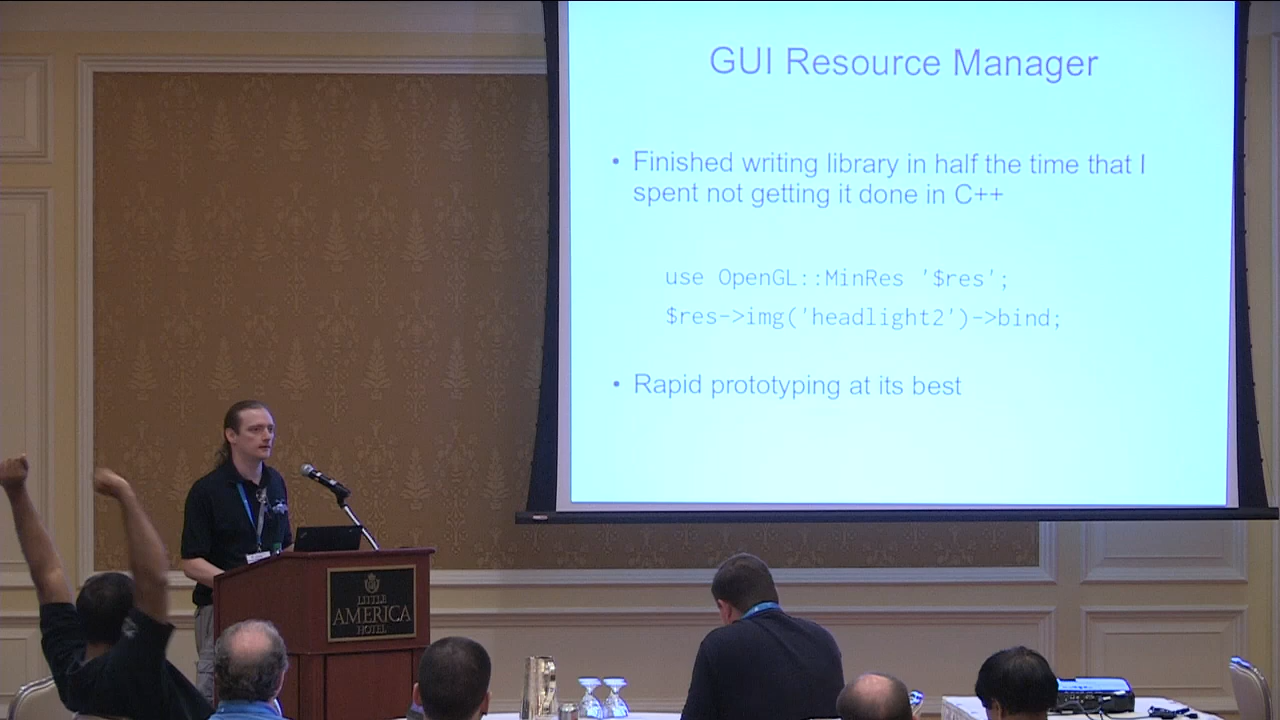 GUI Resource Manager
• Finished writing library in half the time that I
spent not getting it done in C++
use OpenGL::MinRes '$res';
$res->img('headlight2')->bind;
• Rapid prototyping at its best
LITTLE
AMERICA
HOTEL